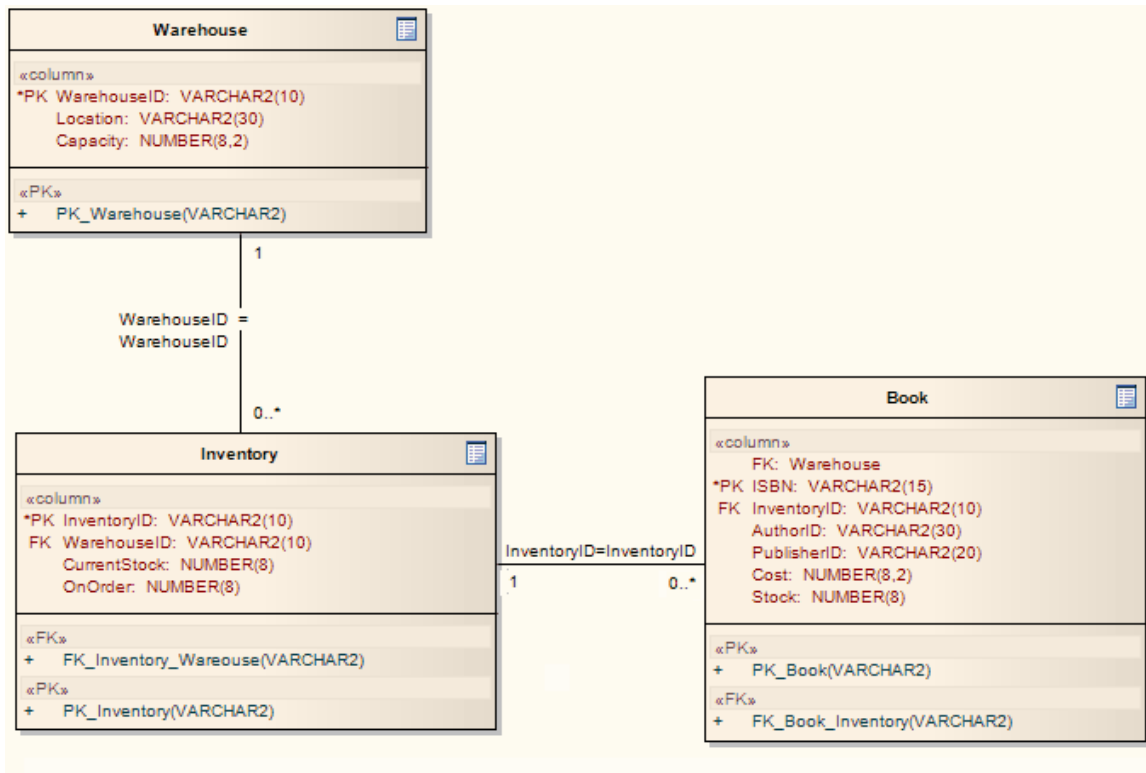 Warehouse
«column»
*PK WarehouseID: VARCHAR2(10)
Location: VARCHAR2(30)
Capacity: NUMBER(8,2)
«PK»
+ PK_Warehouse(VARCHAR2)
1
WarehouseID =
WarehouseID
0..*
Inventory
«column»
*PK InventoryID: VARCHAR2(10)
FK WarehouseID: VARCHAR2(10)
CurrentStock: NUMBER(8)
OnOrder: NUMBER(8)
«FK»
+ FK_Inventory_Wareouse(VARCHAR2)
«PK»
+ PK_Inventory(VARCHAR2)
InventoryID=InventoryID
1
0..*
Book
«column»
FK: Warehouse
*PK ISBN: VARCHAR2(15)
FK InventoryID: VARCHAR2(10)
AuthorID: VARCHAR2(30)
PublisherID: VARCHAR2(20)
Cost: NUMBER(8,2)
Stock: NUMBER(8)
«PK»
+ PK_Book(VARCHAR2)
«FK»
+ FK_Book_Inventory(VARCHAR2)